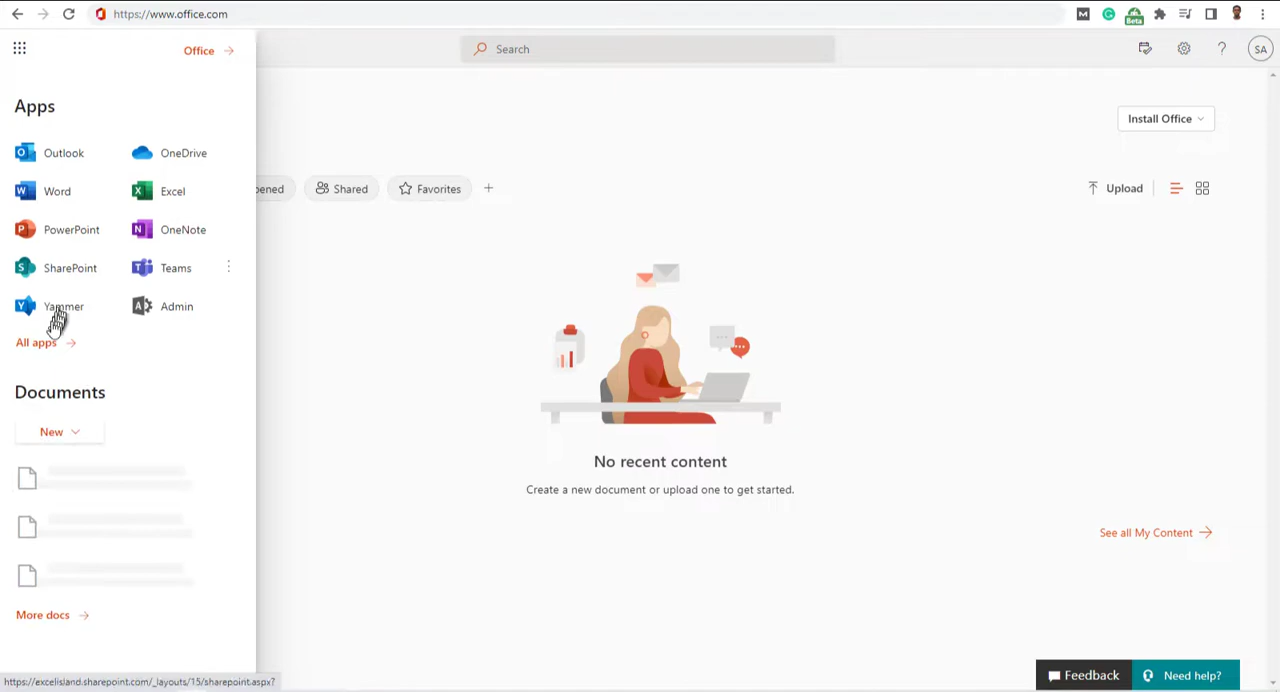 https://www.office.com
M
G
Beta
Office
Search
SA
Apps
Install Office
Outlook
OneDrive
Word
Excel
ened
Shared
Favorites
Upload
PowerPoint
OneNote
SharePoint
Teams
Yammer
Admin
All apps
Documents
New
No recent content
Create a new document or upload one to get started.
See all My Content
More docs
Feedback
Need help?
https://excelisland.sharepoint.com/_layouts/15/sharepoint.aspx?